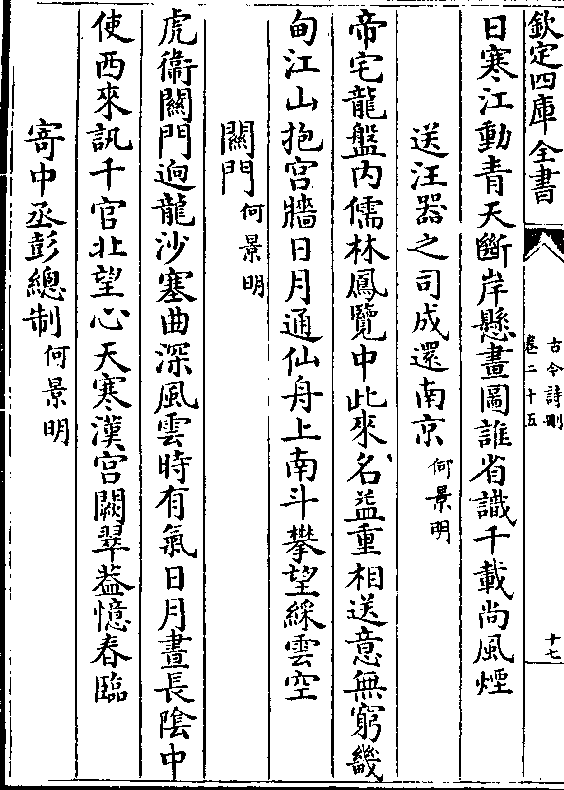 欽定四庫全書
古今詩刪
卷二十五
十七
日寒江動青天斷岸懸畫圖誰省識千載尚風煙
送汪器之司成還南京何景明
帝宅龍盤内儒林鳳覽中此來名益重相送意無窮畿
甸江山抱宮牆日月通仙舟上南斗攀望綵雲空
關門何景明
虎衛關門逈龍沙塞曲深風雲時有氣日月晝長陰中
使西來訊千官北望心天寒漢宮闕翠蓋憶春臨
寄中丞彭總制何景明